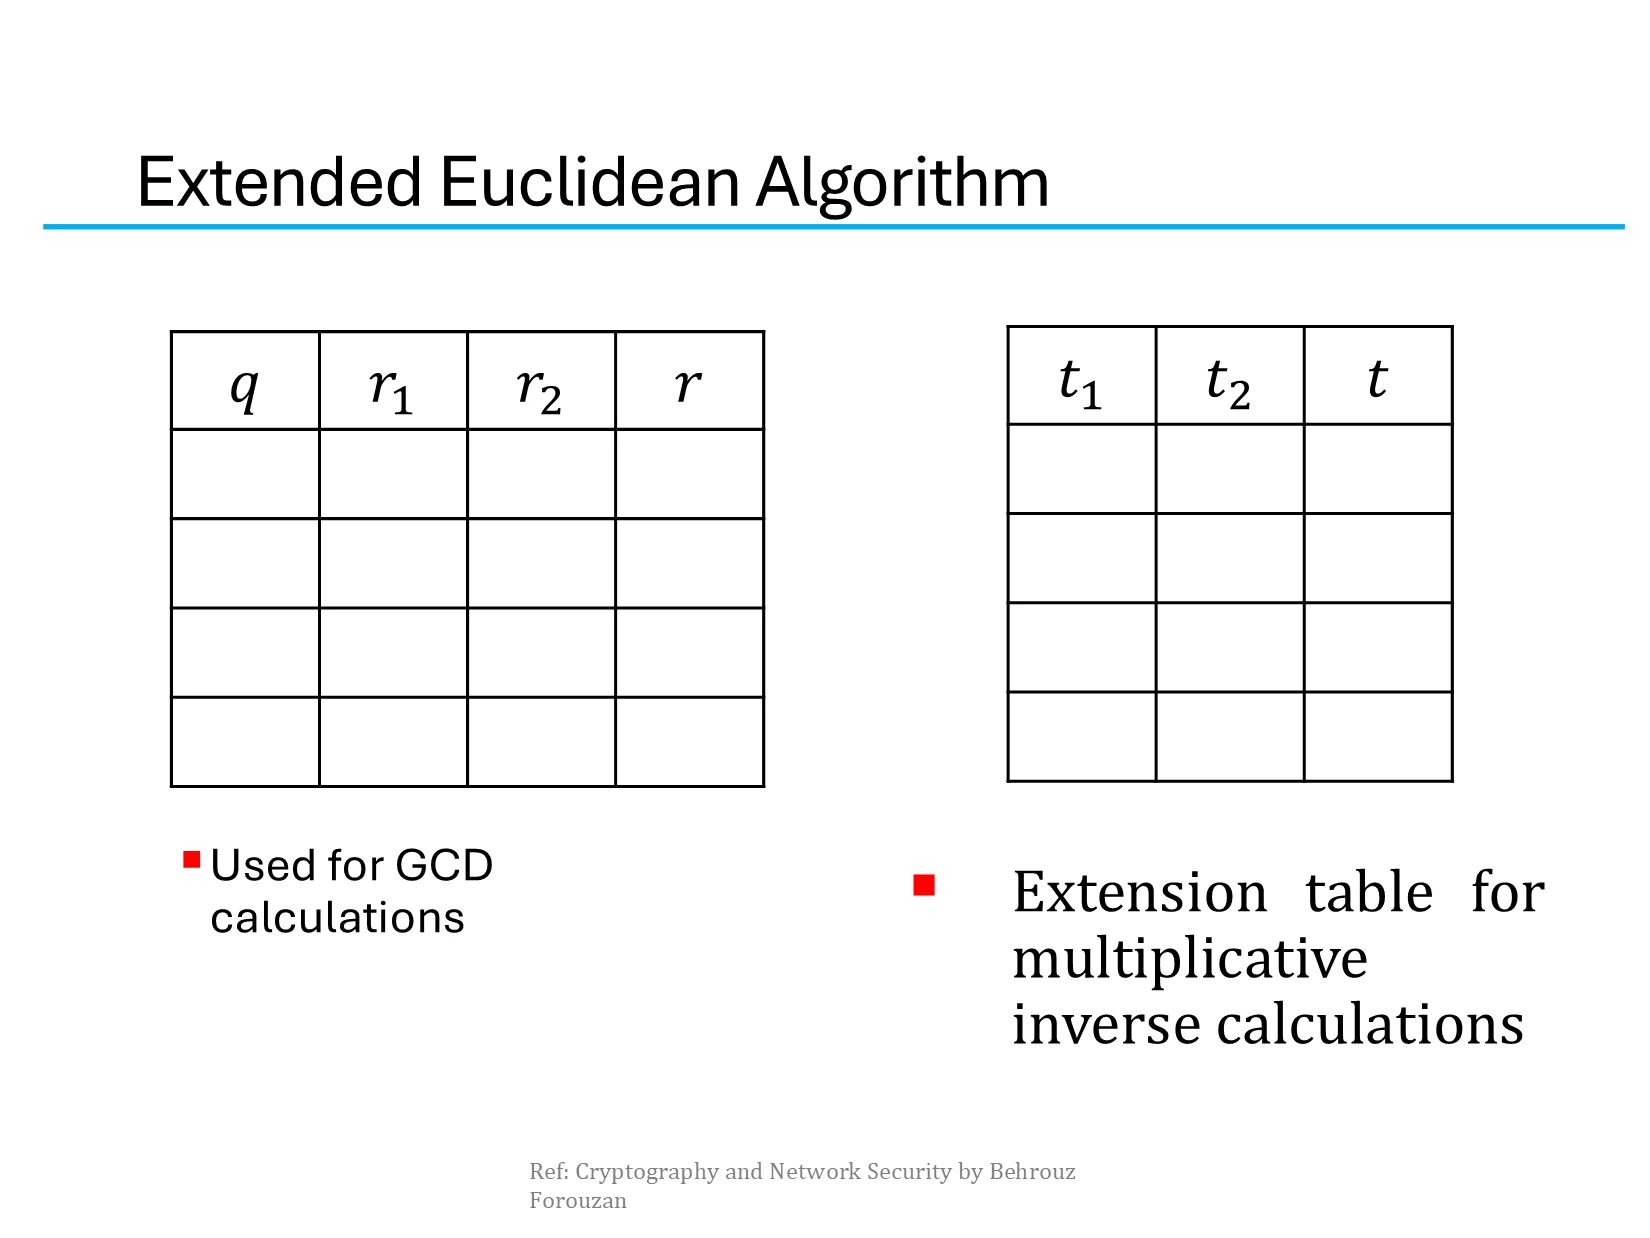 Extended Euclidean Algorithm
q r₁ r₂ r
t₁ t₂ t
Used for GCD
calculations
Extension table for
multiplicative
inverse calculations
Ref: Cryptography and Network Security by Behrouz
Forouzan